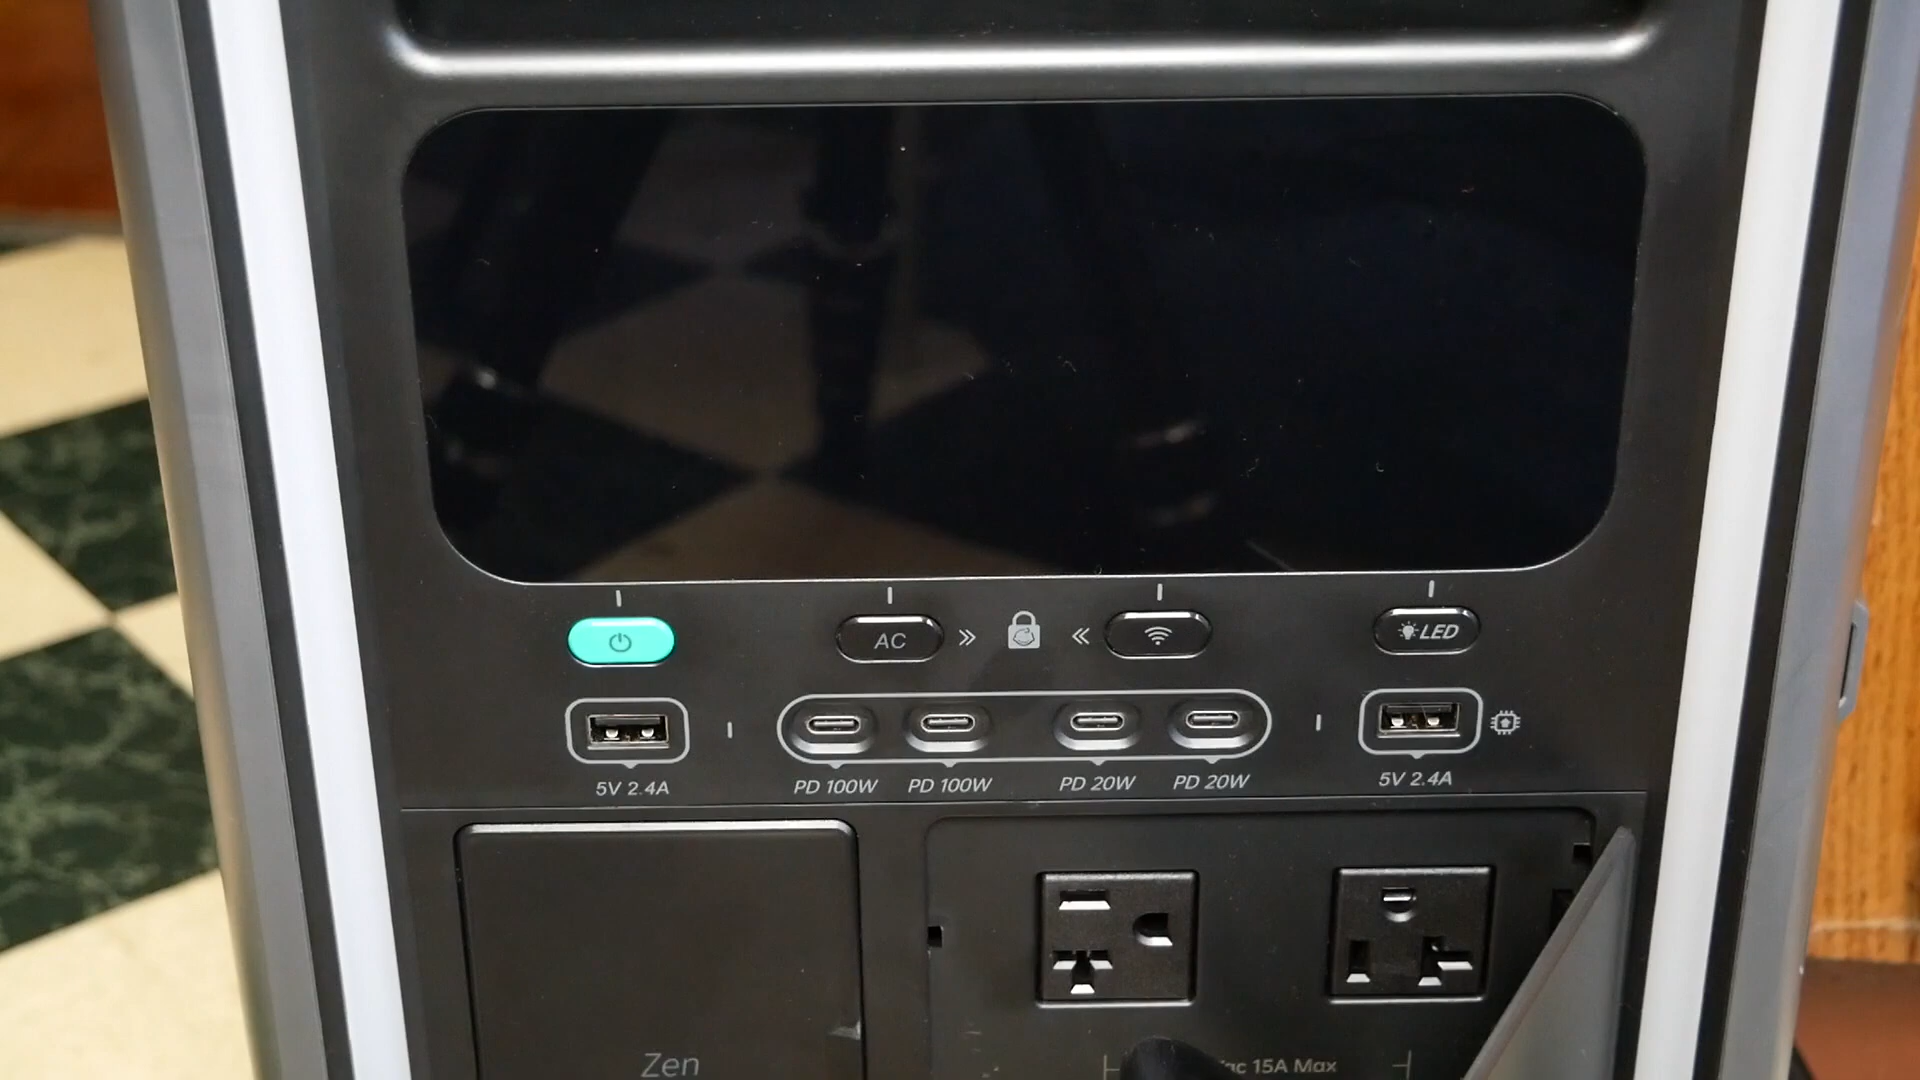 AC
LED
5V 2.4A
PD 100W PD 100W
PD 20W PD 20W
5V 2.4A
Zen
15A Max